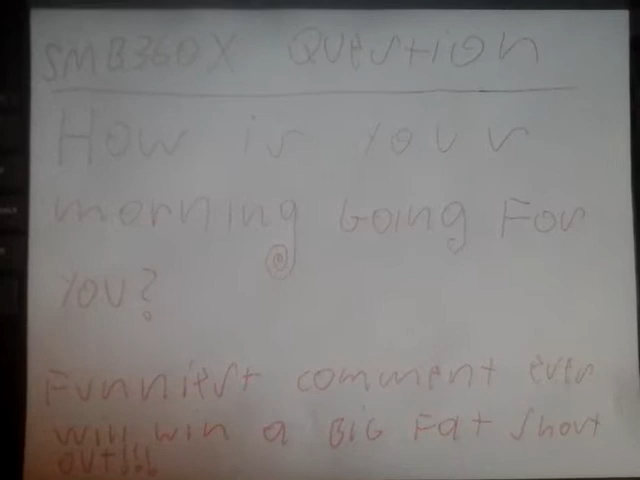 SMB360X Question
How is your
morning Going For
you?
Funniest comment ever
will win a BIG Fat Shout
out!!!